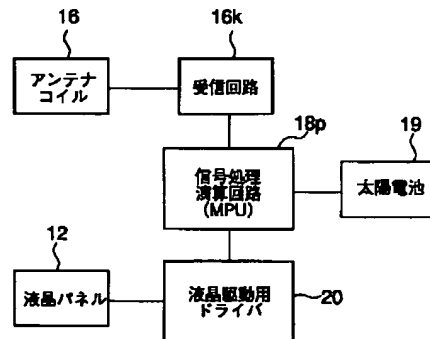 16
16k
アンテナ
コイル
受信回路
18p
19
信号処理
演算回路
(MPU)
太陽電池
12
液晶パネル
液晶駆動用
ドライバ
20